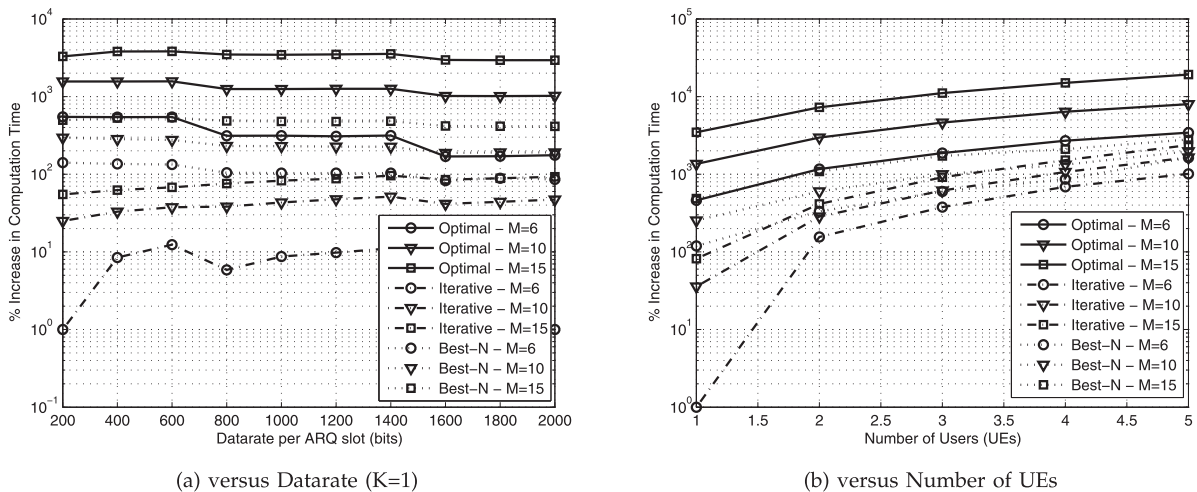 10^4
10^3
10^2
10^1
10^0
10^-1
% Increase in Computation Time
200 400 600 800 1000 1200 1400 1600 1800 2000
Datarate per ARQ slot (bits)
Optimal – M=6
Optimal – M=10
Optimal – M=15
Iterative – M=6
Iterative – M=10
Iterative – M=15
Best–N – M=6
Best–N – M=10
Best–N – M=15
(a) versus Datarate (K=1)
10^5
10^4
10^3
10^2
10^1
10^0
% Increase in Computation Time
1 1.5 2 2.5 3 3.5 4 4.5 5
Number of Users (UEs)
Optimal – M=6
Optimal – M=10
Optimal – M=15
Iterative – M=6
Iterative – M=10
Iterative – M=15
Best–N – M=6
Best–N – M=10
Best–N – M=15
(b) versus Number of UEs